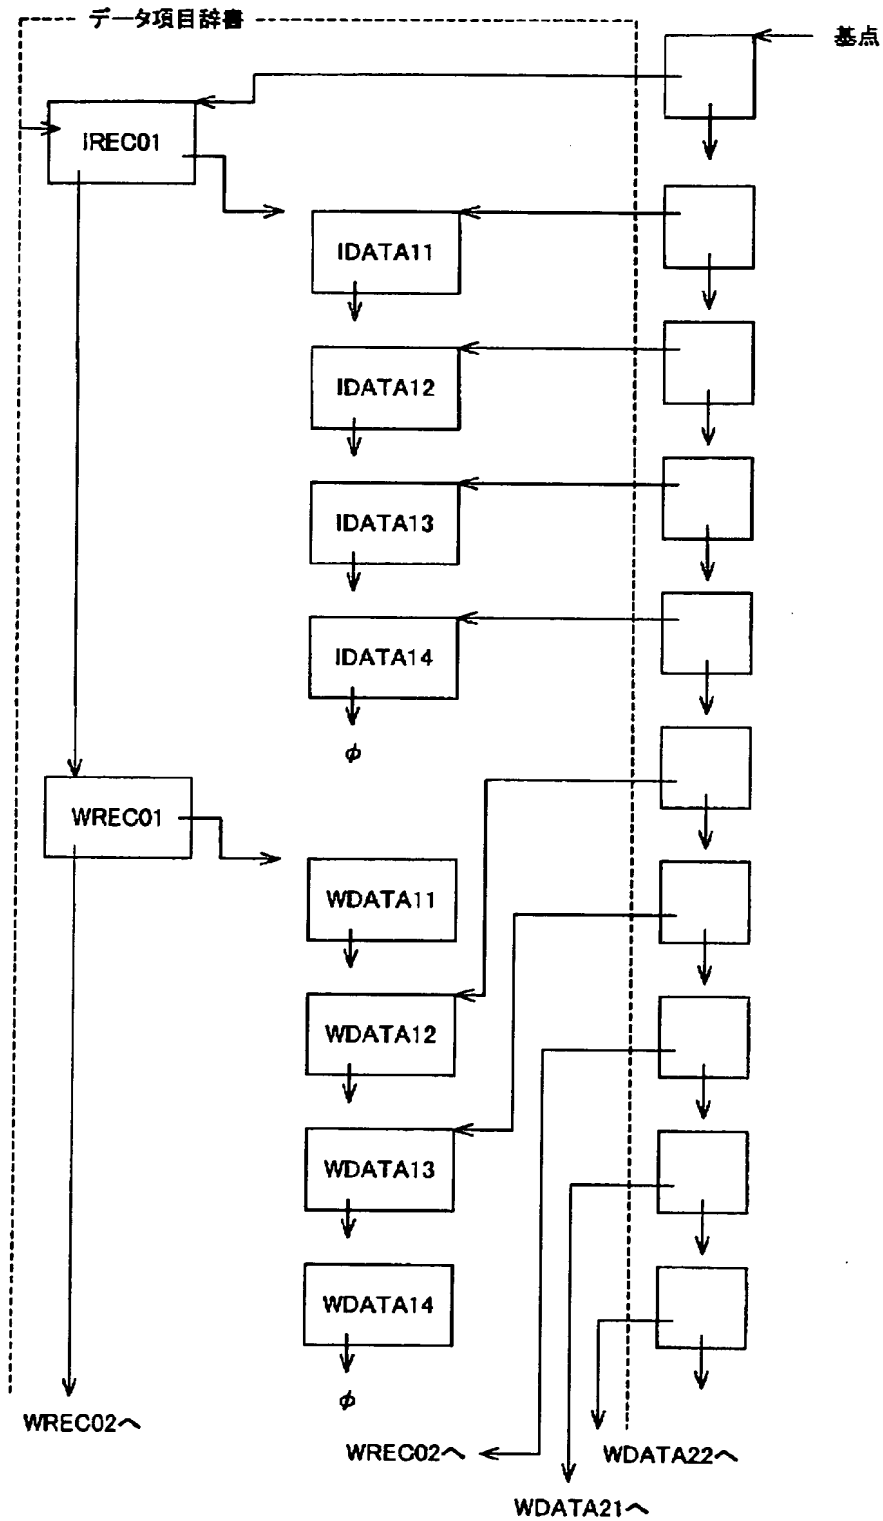 データ項目辞書
基点
IREC01
IDATA11
IDATA12
IDATA13
IDATA14
φ
WREC01
WDATA11
WDATA12
WDATA13
WDATA14
φ
WREC02へ
WREC02へ
WDATA22へ
WDATA21へ